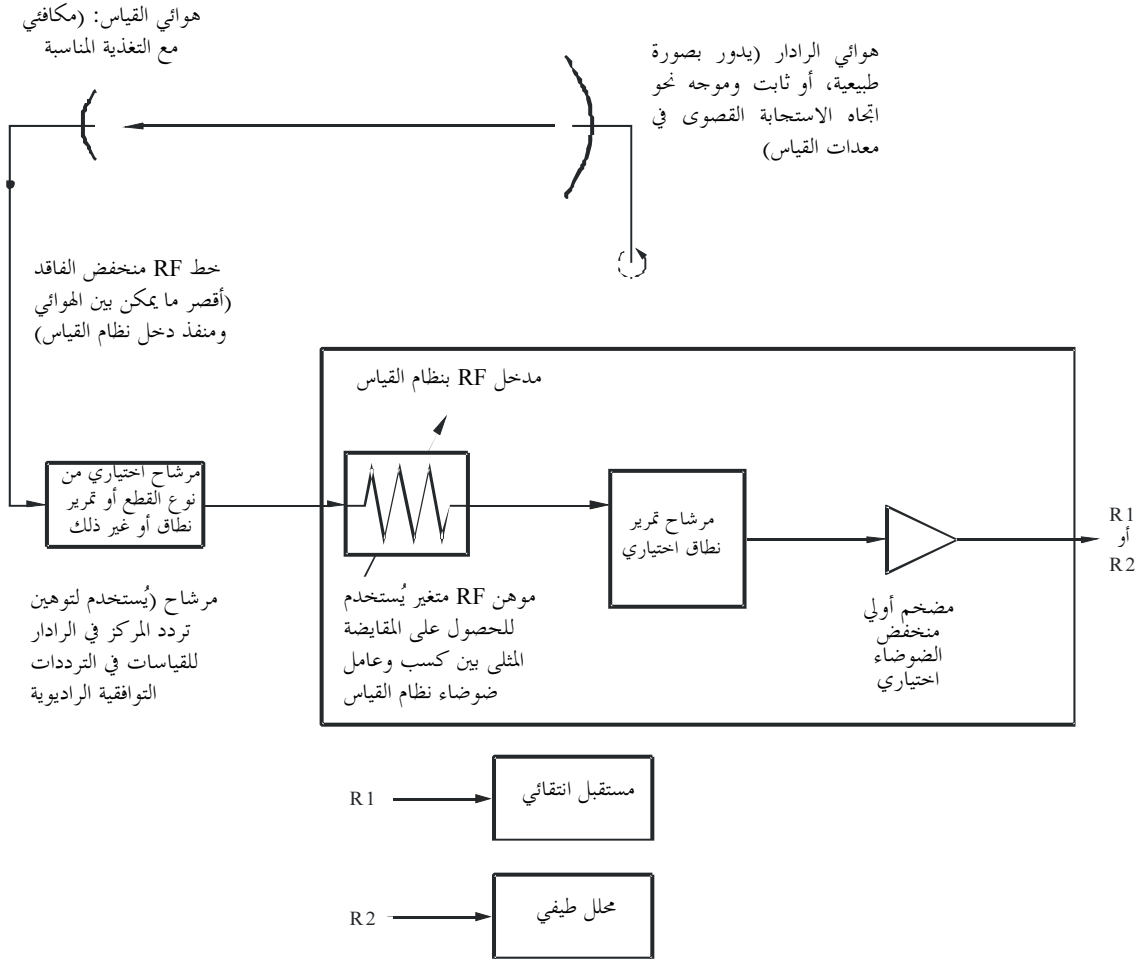 هوائي القياس: (مكافئي
مع التغذية المناسبة
هوائي الرادار (يدور بصورة
طبيعية، أو ثابت وموجه نحو
اتجاه الاستجابة القصوى في
معدات القياس)
خط RF منخفض الفاقد
(أقصر ما يمكن بين الهوائي
ومنفذ دخل نظام القياس)
مدخل RF بنظام القياس
مرشاح اختياري من
نوع القطع أو تمرير
نطاق أو غير ذلك
مرشاح تمرير
نطاق اختياري
R1
أو
R2
مرشاح (يُستخدم لتوهين
تردد المركز في الرادار
للقياسات في الترددات
التوافقية الراديوية
موهن RF متغير يُستخدم
للحصول على المقايضة
المثلى بين كسب وعامل
ضوضاء نظام القياس
مضخم أولي
منخفض
الضوضاء
اختياري
R1
مستقبل انتقائي
R2
محلل طيفي